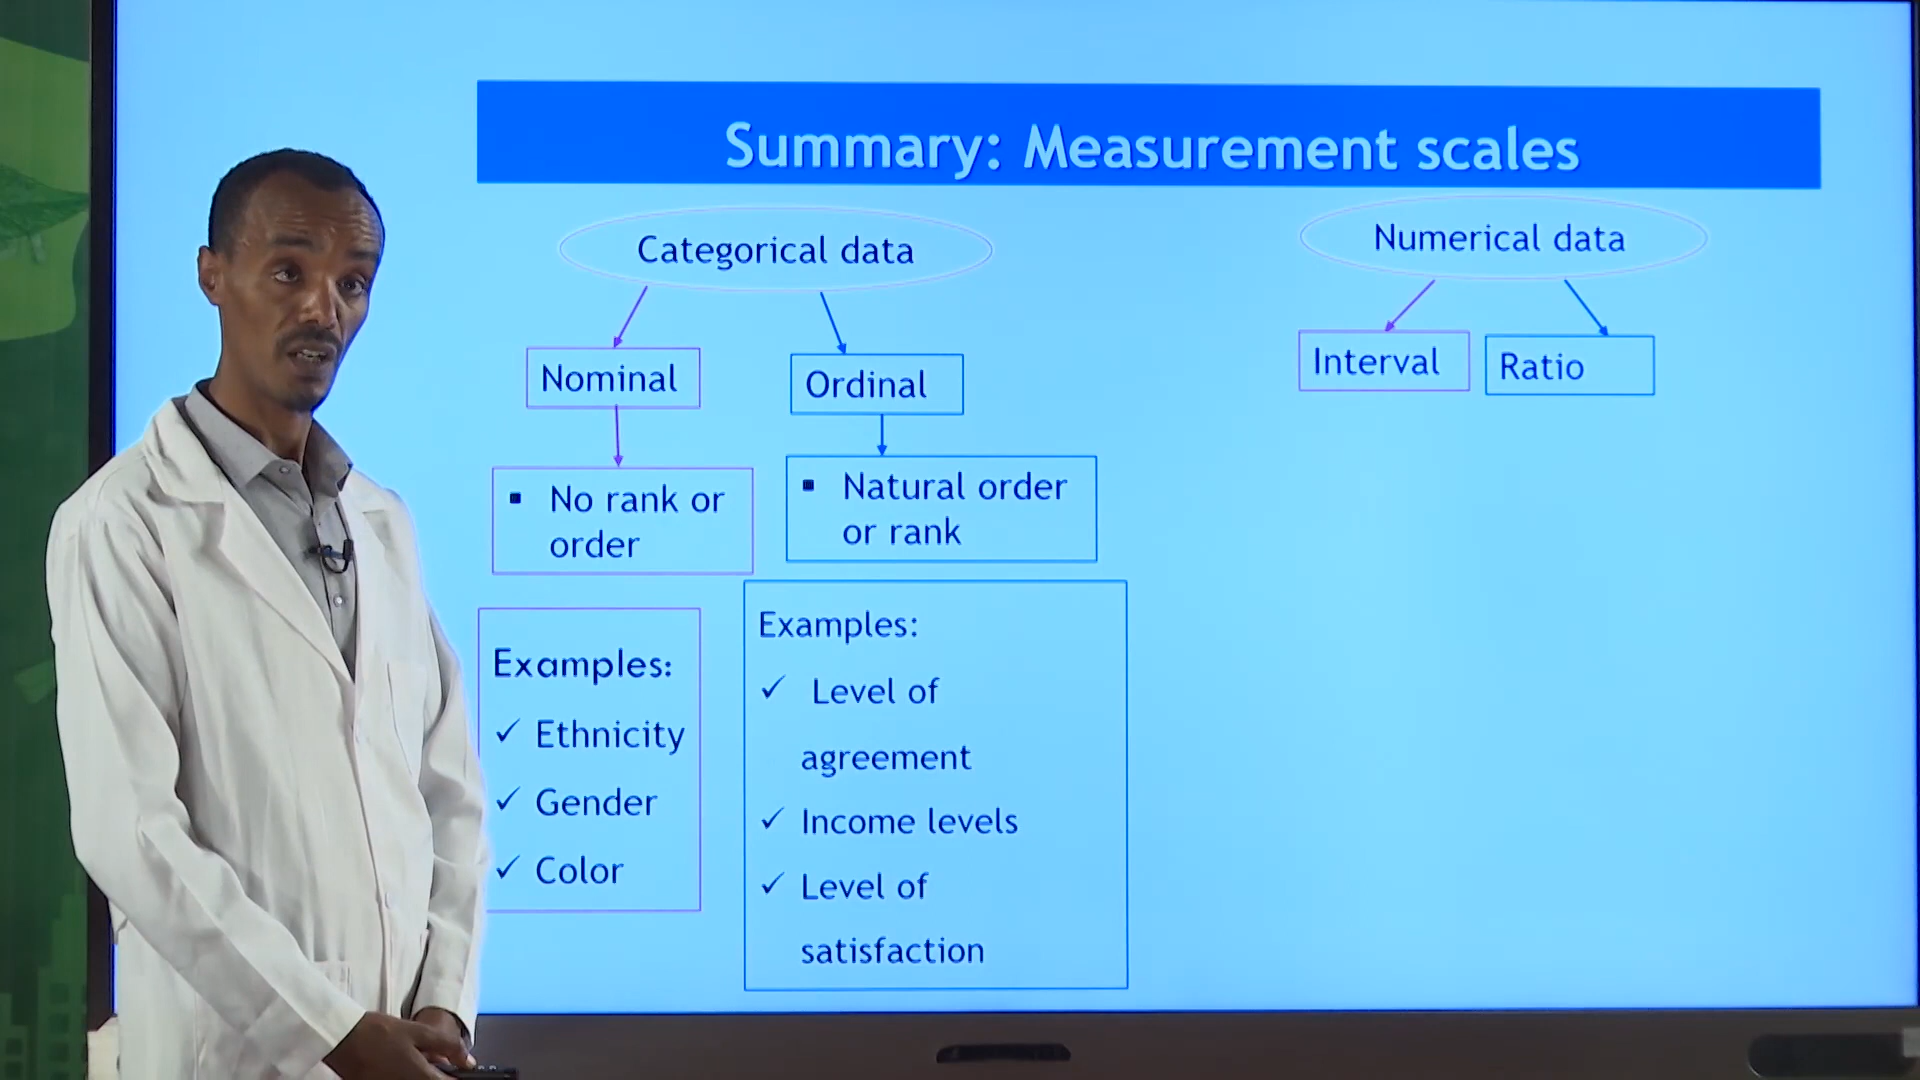 Summary: Measurement scales
Categorical data
Nominal
Ordinal
▪ No rank or
order
▪ Natural order
or rank
Examples:
✓ Ethnicity
✓ Gender
✓ Color
Examples:
✓ Level of
agreement
✓ Income levels
✓ Level of
satisfaction
Numerical data
Interval
Ratio